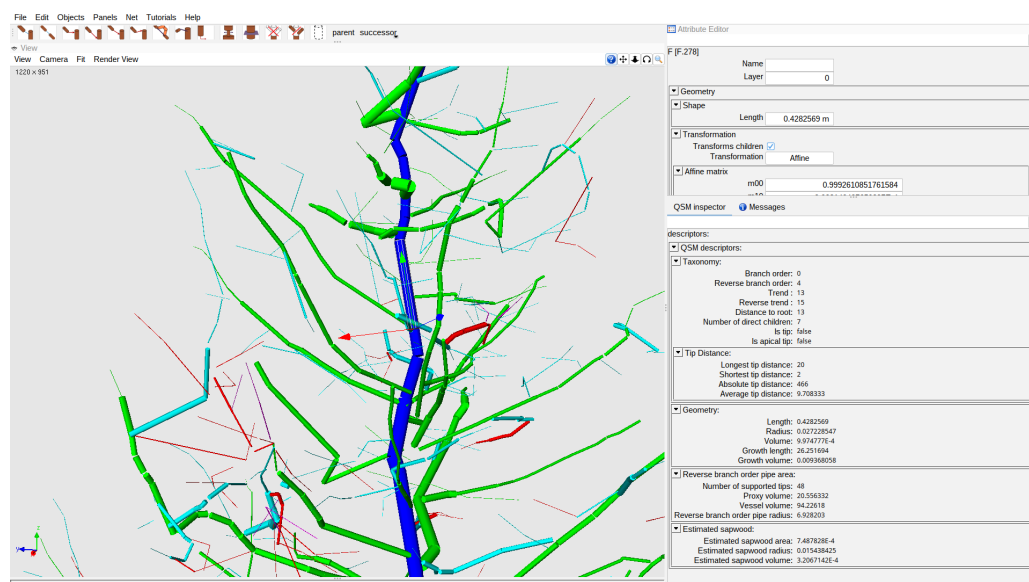 File Edit Objects Panels Net Tutorials Help
parent successor
View
View Camera Fit Render View
1220 x 951
z
y
Attribute Editor
F [F.278]
Name
Layer 0
Geometry
Shape
Length 0.4282569 m
Transformation
Transforms children
Transformation Affine
Affine matrix
m00 0.9992610851761584
QSM inspector Messages
descriptors:
QSM descriptors:
Taxonomy:
Branch order: 0
Reverse branch order: 4
Trend : 13
Reverse trend : 15
Distance to root: 13
Number of direct children: 7
Is tip: false
Is apical tip: false
Tip Distance:
Longest tip distance: 20
Shortest tip distance: 2
Absolute tip distance: 466
Average tip distance: 9.708333
Geometry:
Length: 0.4282569
Radius: 0.027228547
Volume: 9.974777E-4
Growth length: 26.251694
Growth volume: 0.009368058
Reverse branch order pipe area:
Number of supported tips: 48
Proxy volume: 20.556332
Vessel volume: 94.22618
Reverse branch order pipe radius: 6.928203
Estimated sapwood:
Estimated sapwood area: 7.487828E-4
Estimated sapwood radius: 0.015438425
Estimated sapwood volume: 3.2067142E-4